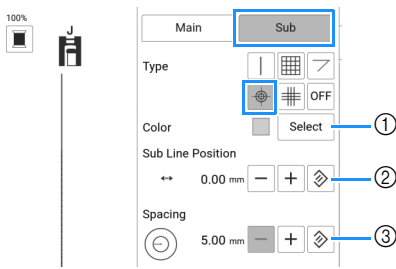 100%
J
Main Sub
Type
OFF
Color Select ①
Sub Line Position
↔ 0.00 mm − + ②
Spacing
5.00 mm − + ③